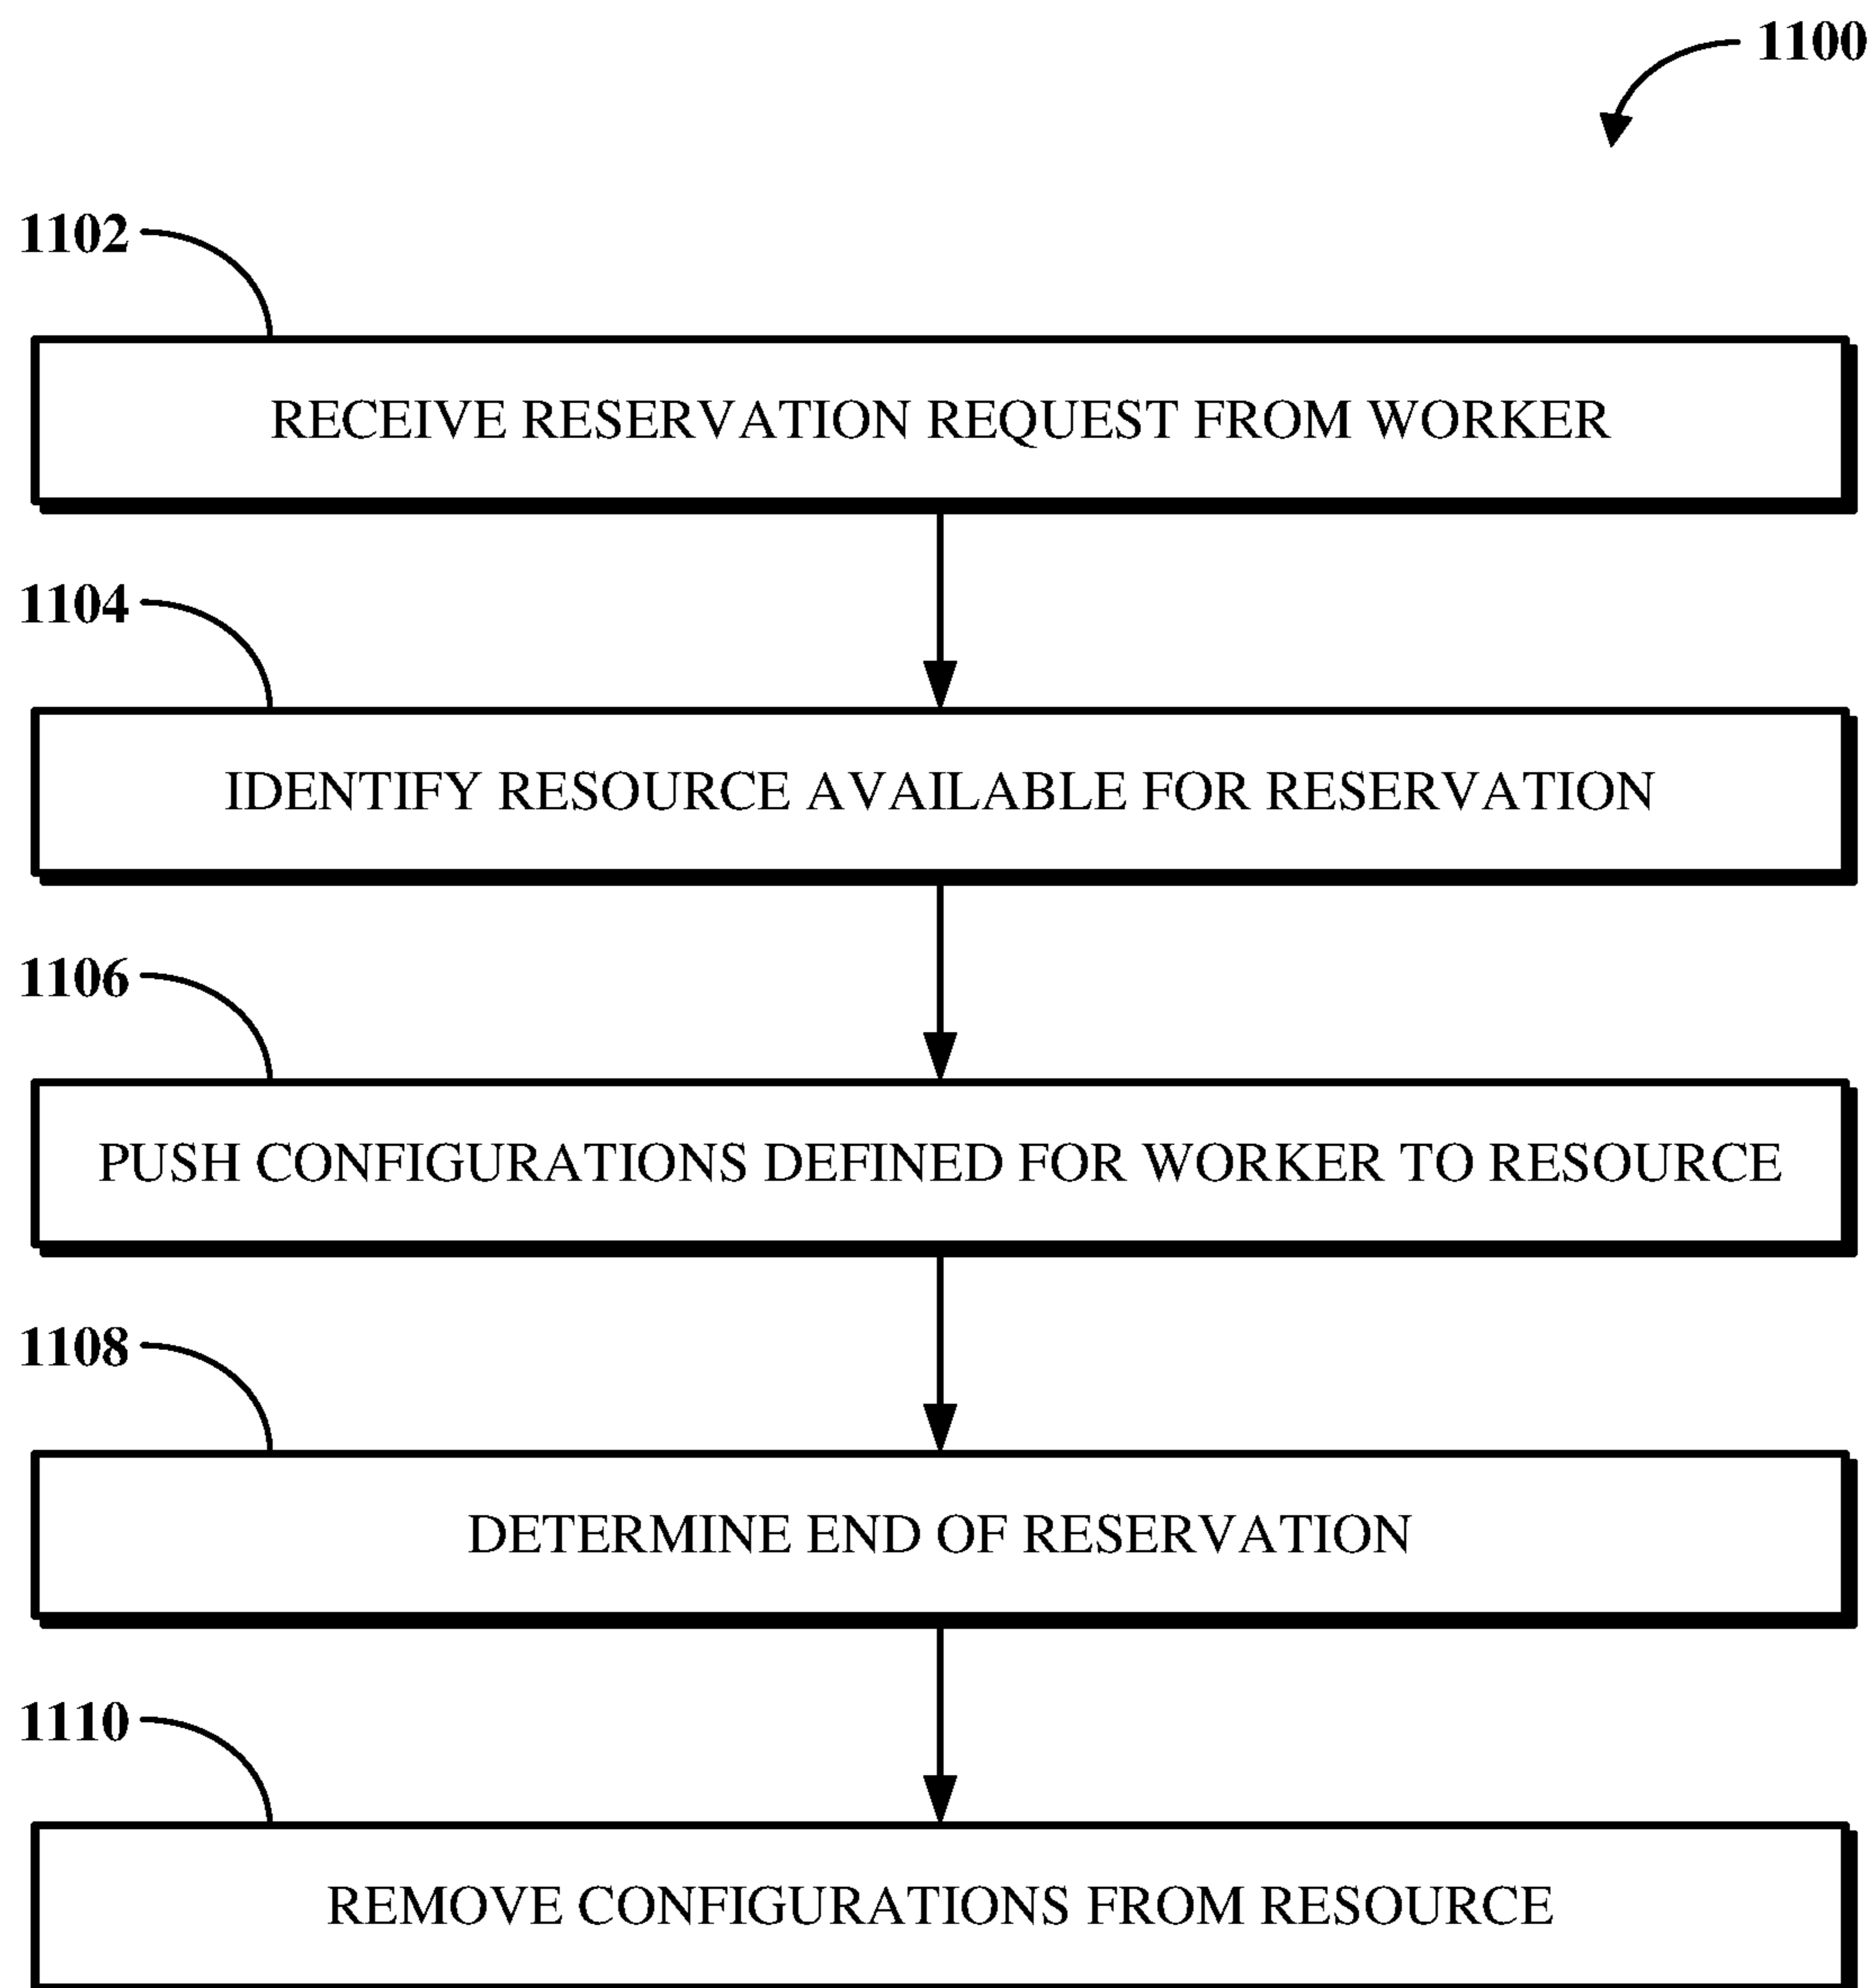 1100
1102
RECEIVE RESERVATION REQUEST FROM WORKER
1104
IDENTIFY RESOURCE AVAILABLE FOR RESERVATION
1106
PUSH CONFIGURATIONS DEFINED FOR WORKER TO RESOURCE
1108
DETERMINE END OF RESERVATION
1110
REMOVE CONFIGURATIONS FROM RESOURCE